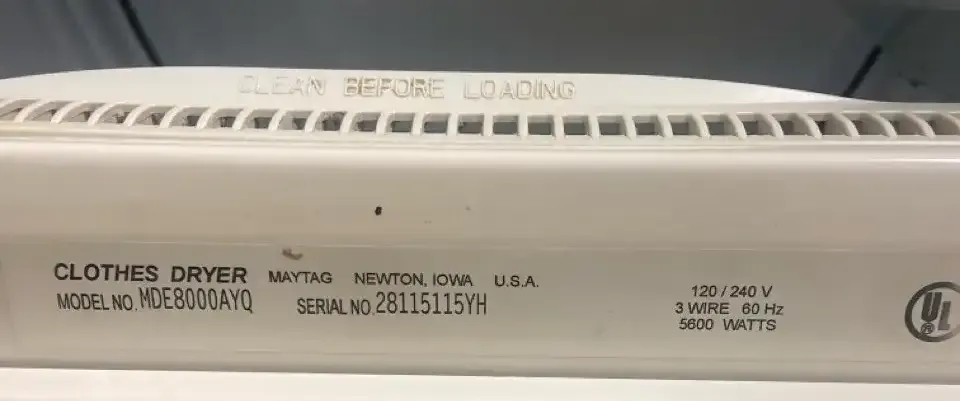 CLEAN BEFORE LOADING
CLOTHES DRYER MAYTAG NEWTON, IOWA U.S.A.
MODEL NO. MDE8000AYQ SERIAL NO. 28115115YH
120 / 240 V
3 WIRE 60 Hz
5600 WATTS
UL